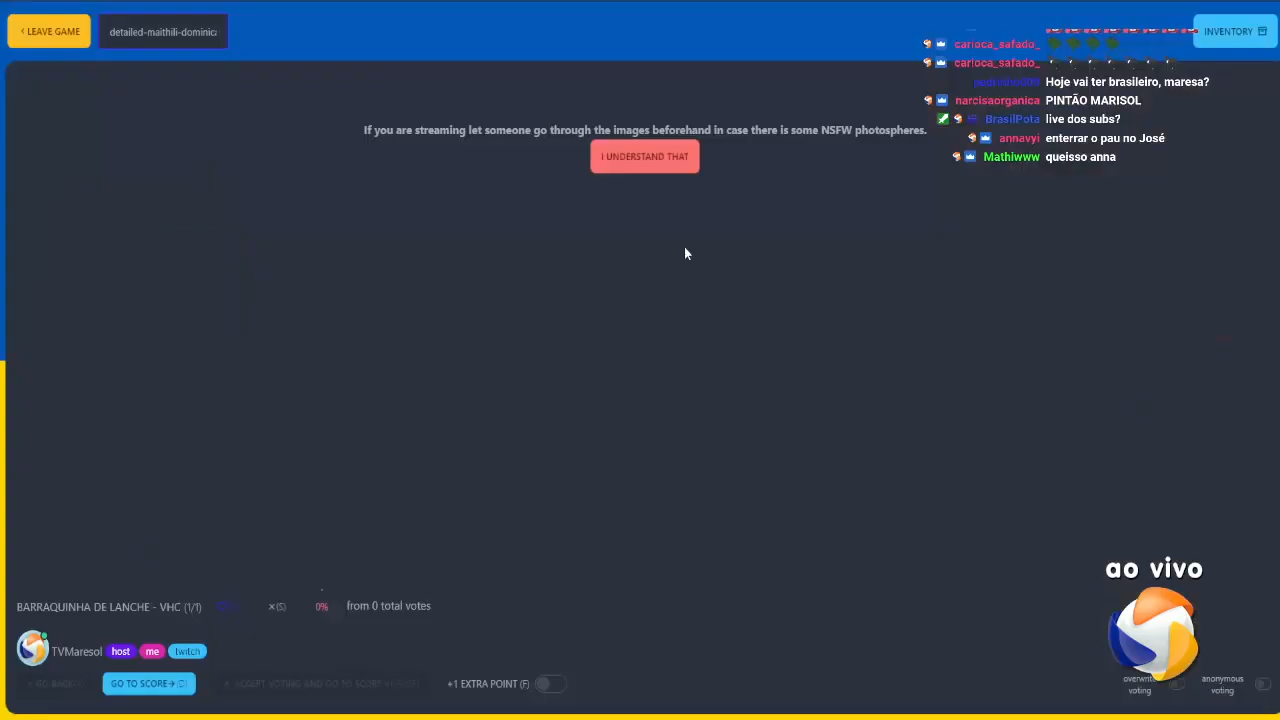 LEAVE GAME
detailed-maithili-dominica
INVENTORY
carioca_safado_
carioca_safado_
Hoje vai ter brasileiro, maresa?
narcisaorganica PINTÃO MARISOL
BrasilPota live dos subs?
annavyi enterrar o pau no José
Mathiwww queisso anna
If you are streaming let someone go through the images beforehand in case there is some NSFW photospheres.
I UNDERSTAND THAT
ao vivo
BARRAQUINHA DE LANCHE - VHC (1/1)
×(S)
0%
from 0 total votes
TVMaresol host me twitch
GO TO SCORE
+1 EXTRA POINT (F)
voting
anonymous
voting